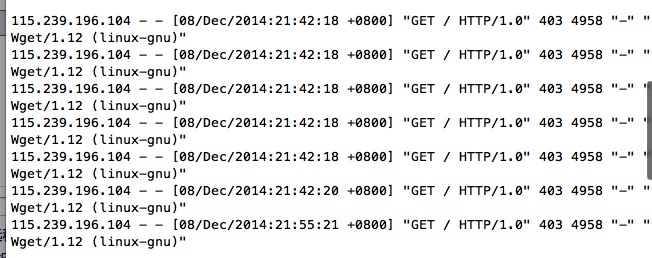 115.239.196.104 - - [08/Dec/2014:21:42:18 +0800] "GET / HTTP/1.0" 403 4958 "-" "
Wget/1.12 (linux-gnu)"
115.239.196.104 - - [08/Dec/2014:21:42:18 +0800] "GET / HTTP/1.0" 403 4958 "-" "
Wget/1.12 (linux-gnu)"
115.239.196.104 - - [08/Dec/2014:21:42:18 +0800] "GET / HTTP/1.0" 403 4958 "-" "
Wget/1.12 (linux-gnu)"
115.239.196.104 - - [08/Dec/2014:21:42:18 +0800] "GET / HTTP/1.0" 403 4958 "-" "
Wget/1.12 (linux-gnu)"
115.239.196.104 - - [08/Dec/2014:21:42:18 +0800] "GET / HTTP/1.0" 403 4958 "-" "
Wget/1.12 (linux-gnu)"
115.239.196.104 - - [08/Dec/2014:21:42:20 +0800] "GET / HTTP/1.0" 403 4958 "-" "
Wget/1.12 (linux-gnu)"
115.239.196.104 - - [08/Dec/2014:21:55:21 +0800] "GET / HTTP/1.0" 403 4958 "-" "
Wget/1.12 (linux-gnu)"